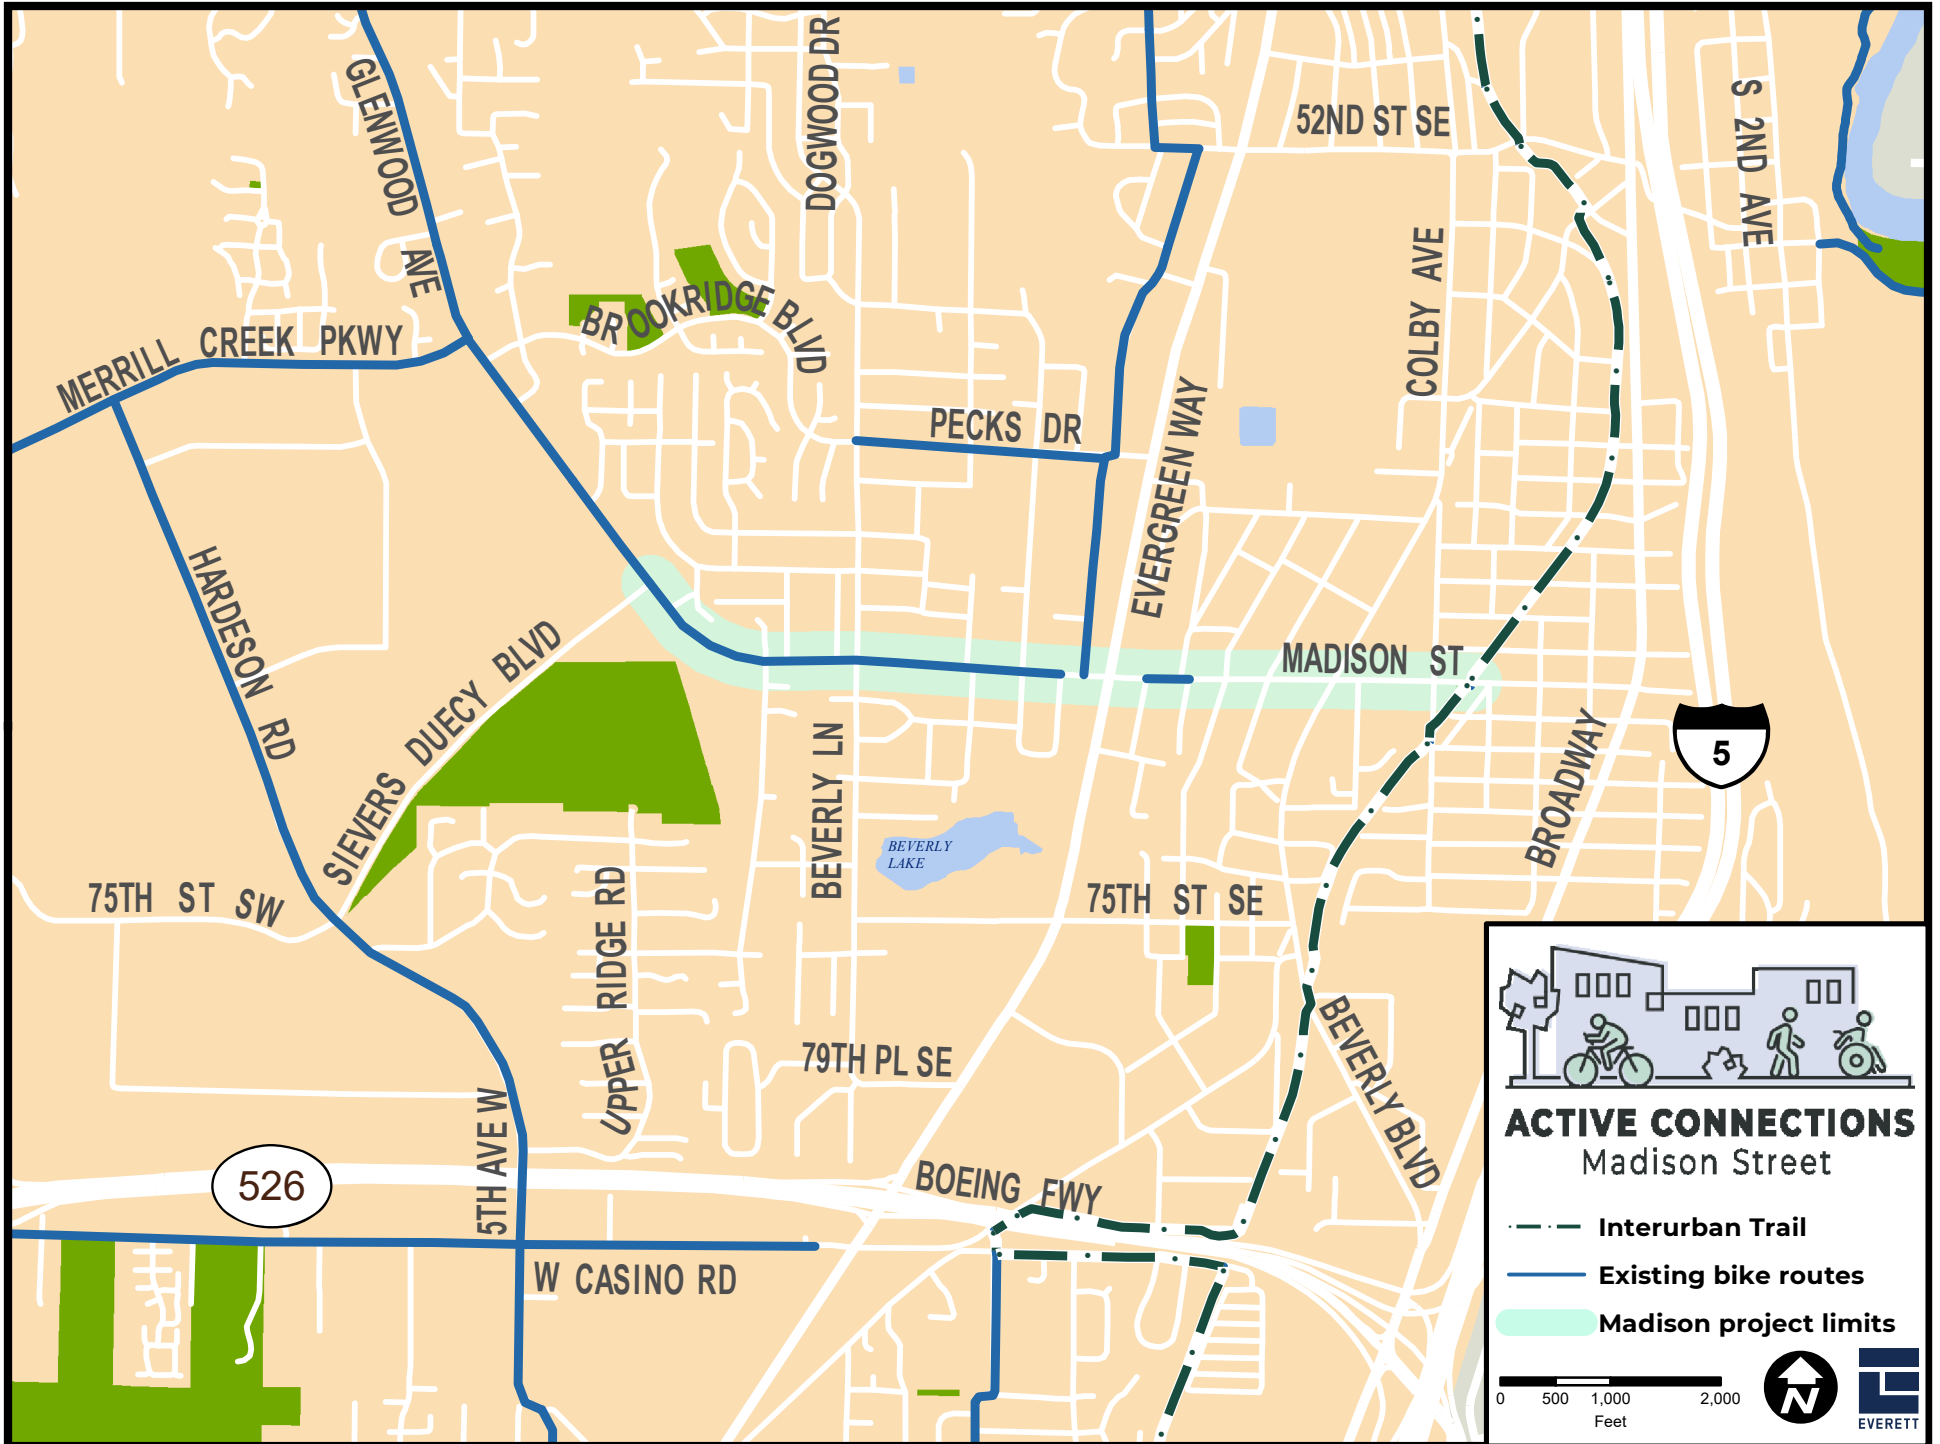 GLENWOOD AVE
DOGWOOD DR
52ND ST SE
S 2ND AVE
MERRILL CREEK PKWY
BROOKRIDGE BLVD
COLBY AVE
PECKS DR
EVERGREEN WAY
HARDESON RD
MADISON ST
SIEVERS DUECY BLVD
BEVERLY LN
BROADWAY
5
BEVERLY
LAKE
75TH ST SW
UPPER RIDGE RD
75TH ST SE
79TH PL SE
BEVERLY BLVD
5TH AVE W
526
BOEING FWY
W CASINO RD
ACTIVE CONNECTIONS
Madison Street
Interurban Trail
Existing bike routes
Madison project limits
0 500 1,000 2,000
Feet
N
EVERETT